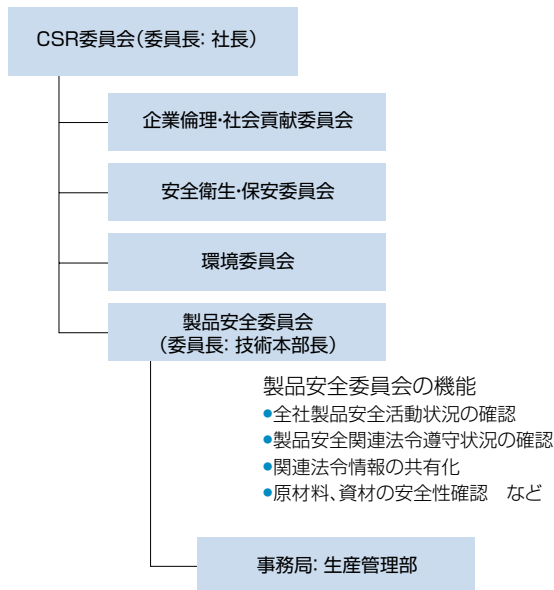 CSR委員会（委員長：社長）
企業倫理・社会貢献委員会
安全衛生・保安委員会
環境委員会
製品安全委員会
（委員長：技術本部長）
製品安全委員会の機能
●全社製品安全活動状況の確認
●製品安全関連法令遵守状況の確認
●関連法令情報の共有化
●原材料、資材の安全性確認　など
事務局：生産管理部